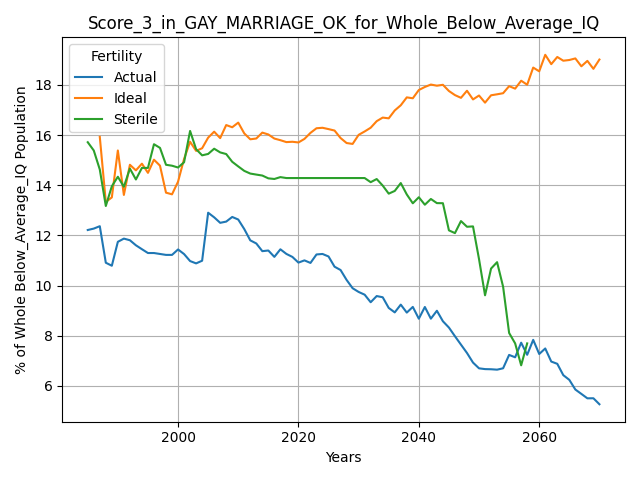 Score_3_in_GAY_MARRIAGE_OK_for_Whole_Below_Average_IQ
Fertility
Actual
Ideal
Sterile
% of Whole Below_Average_IQ Population
18
16
14
12
10
8
6
2000
2020
2040
2060
Years